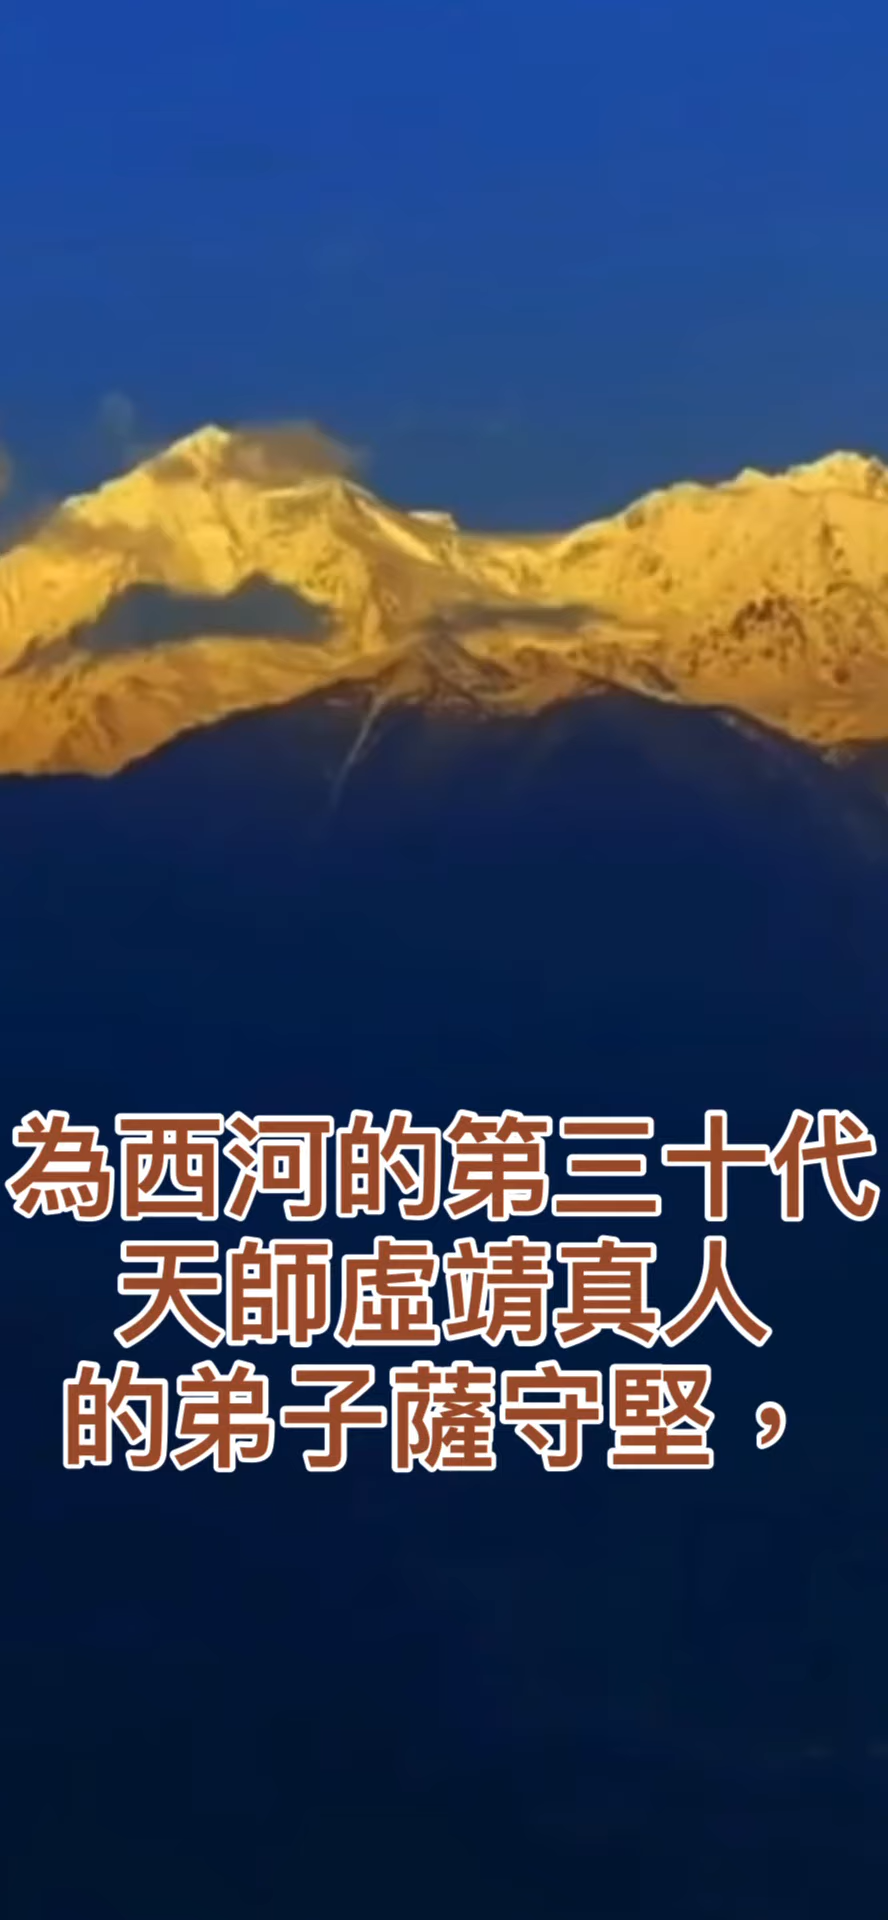 為西河的第三十代
天師虛靖真人
的弟子薩守堅，